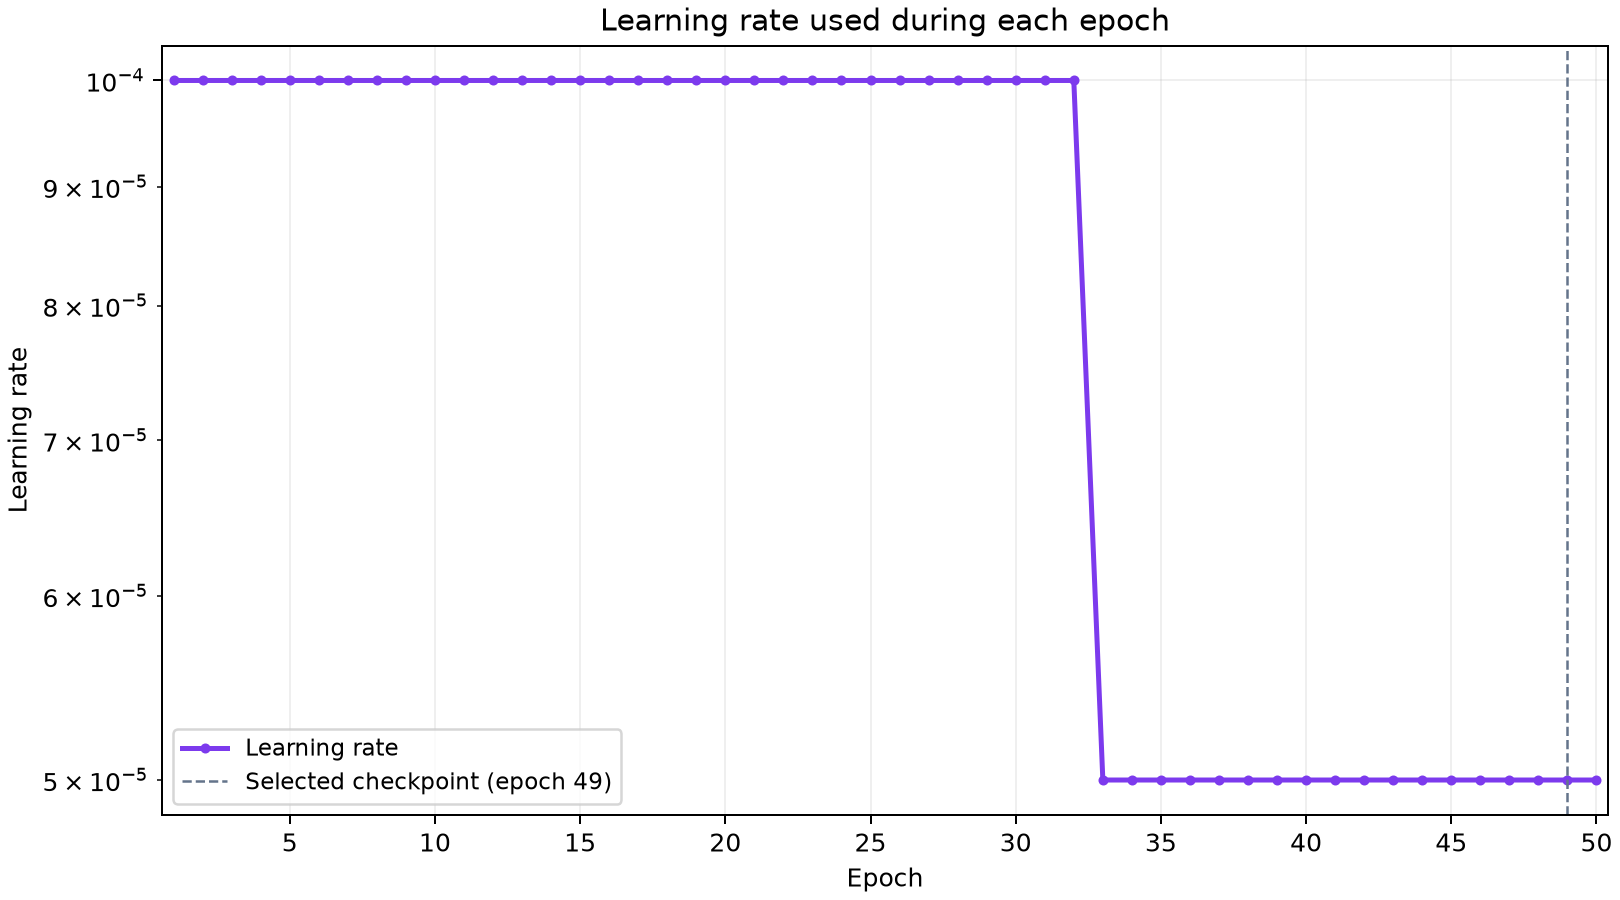 Learning rate used during each epoch
10⁻⁴
9 × 10⁻⁵
8 × 10⁻⁵
7 × 10⁻⁵
6 × 10⁻⁵
5 × 10⁻⁵
Learning rate
Learning rate
Selected checkpoint (epoch 49)
5 10 15 20 25 30 35 40 45 50
Epoch